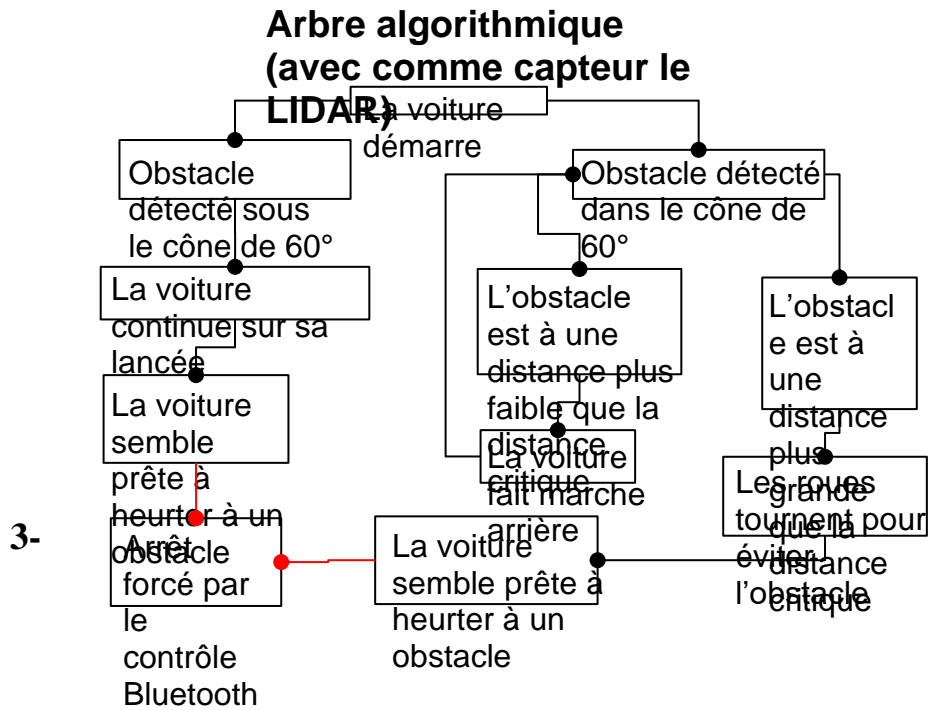 Arbre algorithmique
(avec comme capteur le
LIDAR)
La voiture
démarre
Obstacle
détecté sous
le cône de 60°
Obstacle détecté
dans le cône de
60°
La voiture
continue sur sa
lancée
L'obstacle
est à une
distance plus
faible que la
distance
critique
L'obstacl
e est à
une
distance
plus
grande
que la
distance
critique
La voiture
semble
prête à
heurter à un
obstacle
La voiture
fait marche
arrière
Les roues
tournent pour
éviter
l'obstacle
3-
Arrêt
forcé par
le
contrôle
Bluetooth
La voiture
semble prête à
heurter à un
obstacle